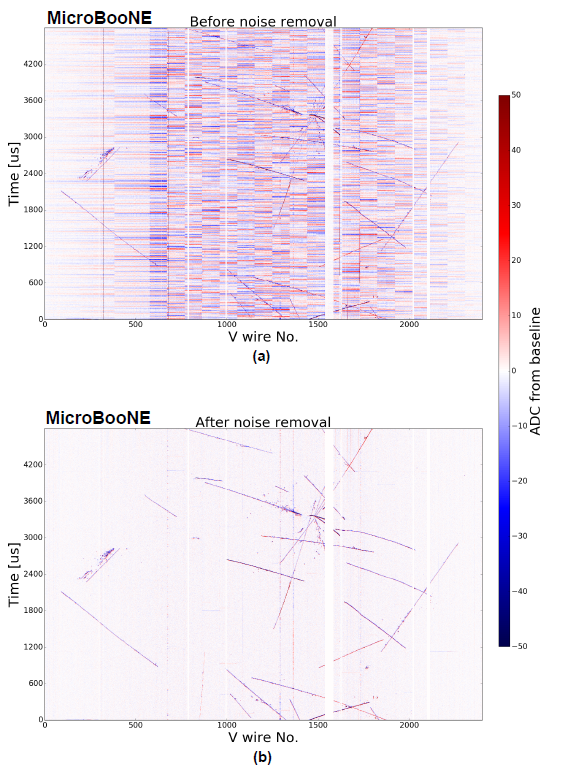 MicroBooNE
Before noise removal
4200
3600
3000
2400
1800
1200
600
0
Time [us]
0 500 1000 1500 2000
V wire No.
(a)
50
40
30
20
10
0
−10
−20
−30
−40
−50
ADC from baseline
MicroBooNE
After noise removal
4200
3600
3000
2400
1800
1200
600
0
Time [us]
0 500 1000 1500 2000
V wire No.
(b)